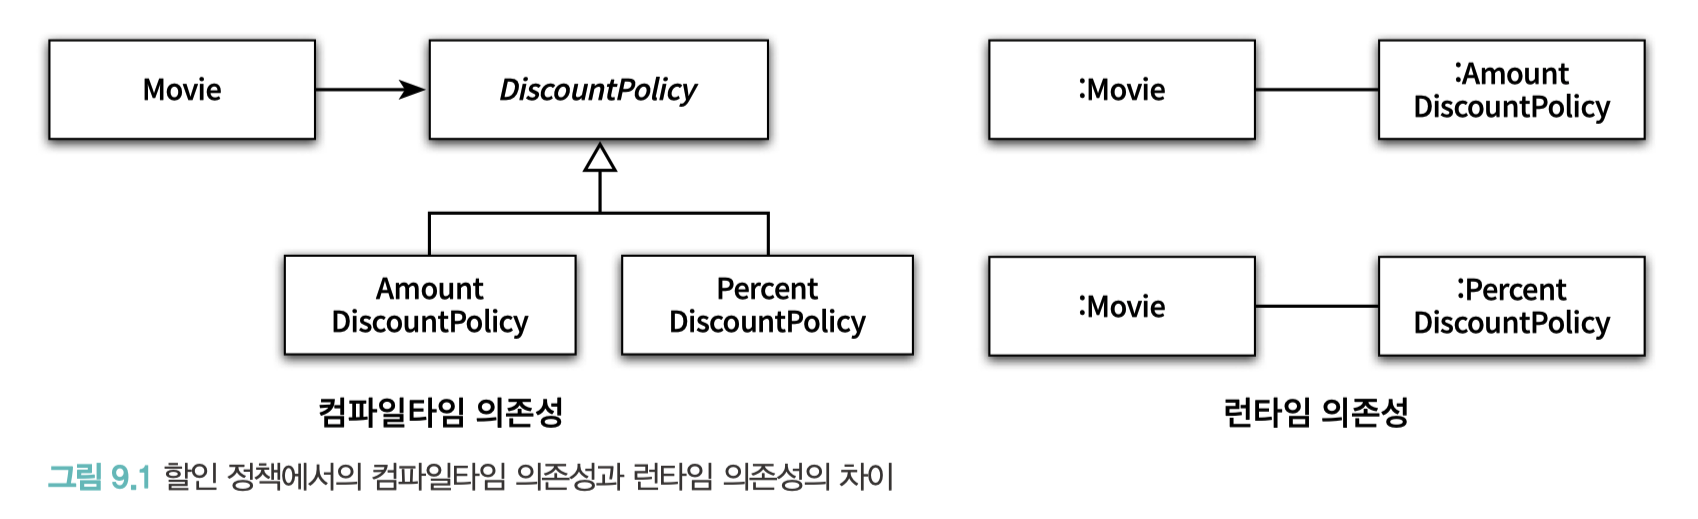 Movie
DiscountPolicy
Amount
DiscountPolicy
Percent
DiscountPolicy
컴파일타임 의존성
:Movie
:Amount
DiscountPolicy
:Movie
:Percent
DiscountPolicy
런타임 의존성
그림 9.1 할인 정책에서의 컴파일타임 의존성과 런타임 의존성의 차이